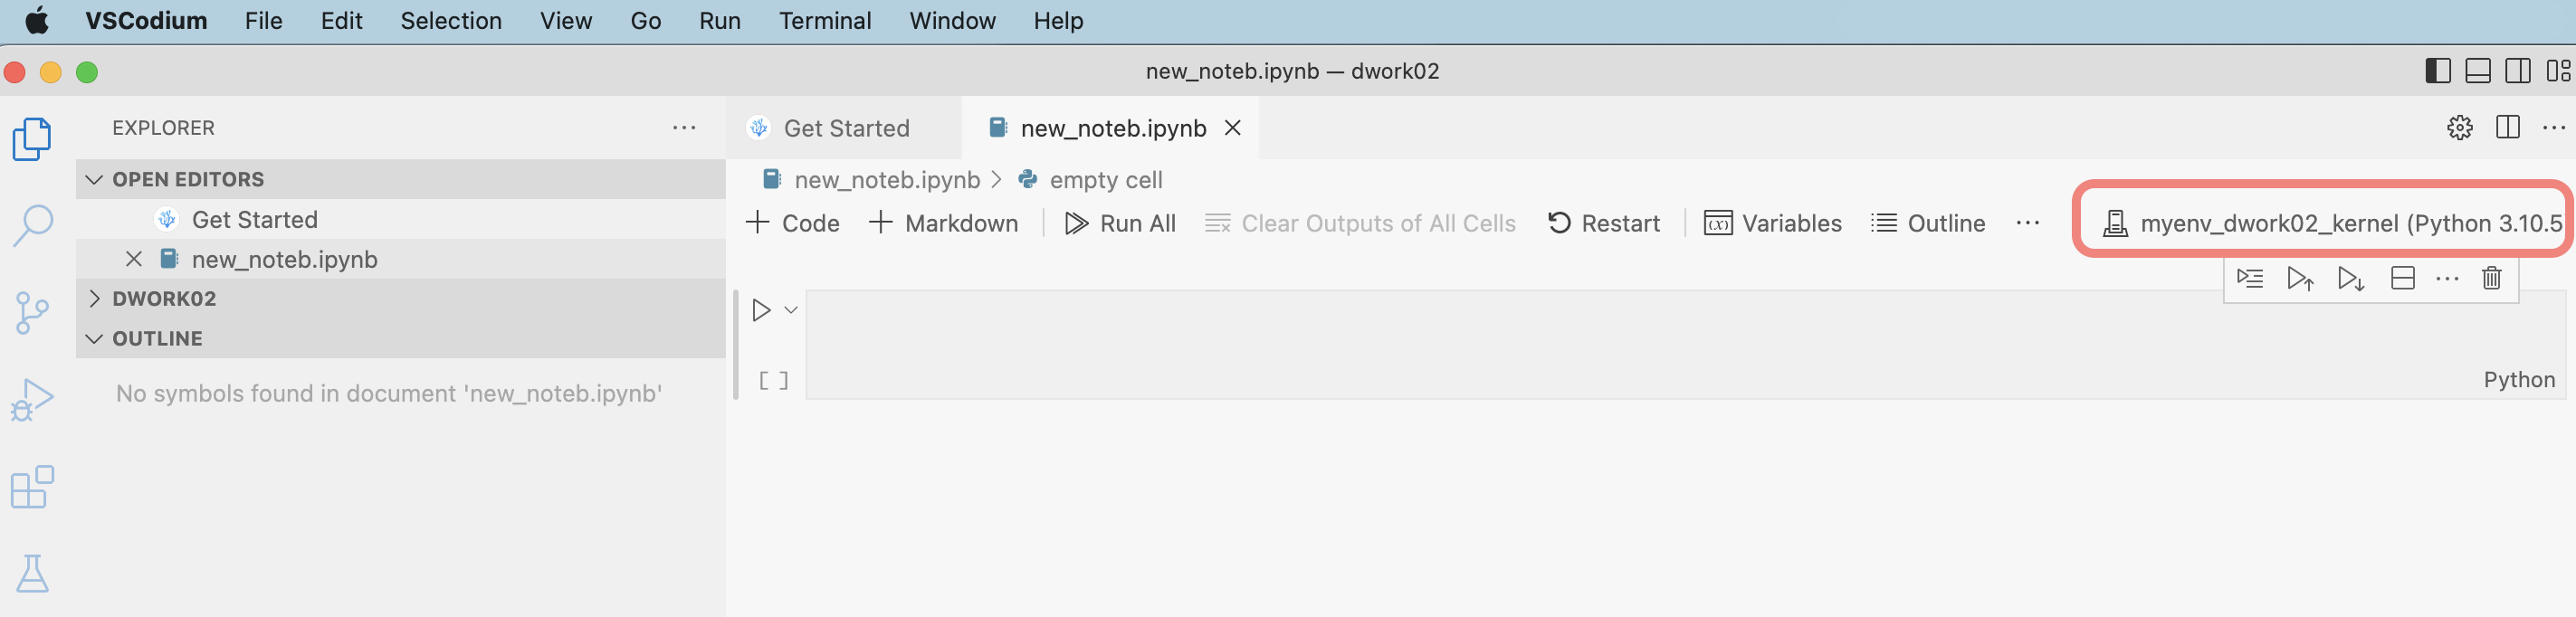 VSCodium File Edit Selection View Go Run Terminal Window Help
new_noteb.ipynb — dwork02
EXPLORER
OPEN EDITORS
Get Started
new_noteb.ipynb
DWORK02
OUTLINE
No symbols found in document 'new_noteb.ipynb'
Get Started new_noteb.ipynb
new_noteb.ipynb > empty cell
+ Code + Markdown Run All Clear Outputs of All Cells Restart (x) Variables Outline ... myenv_dwork02_kernel (Python 3.10.5
[ ]
Python